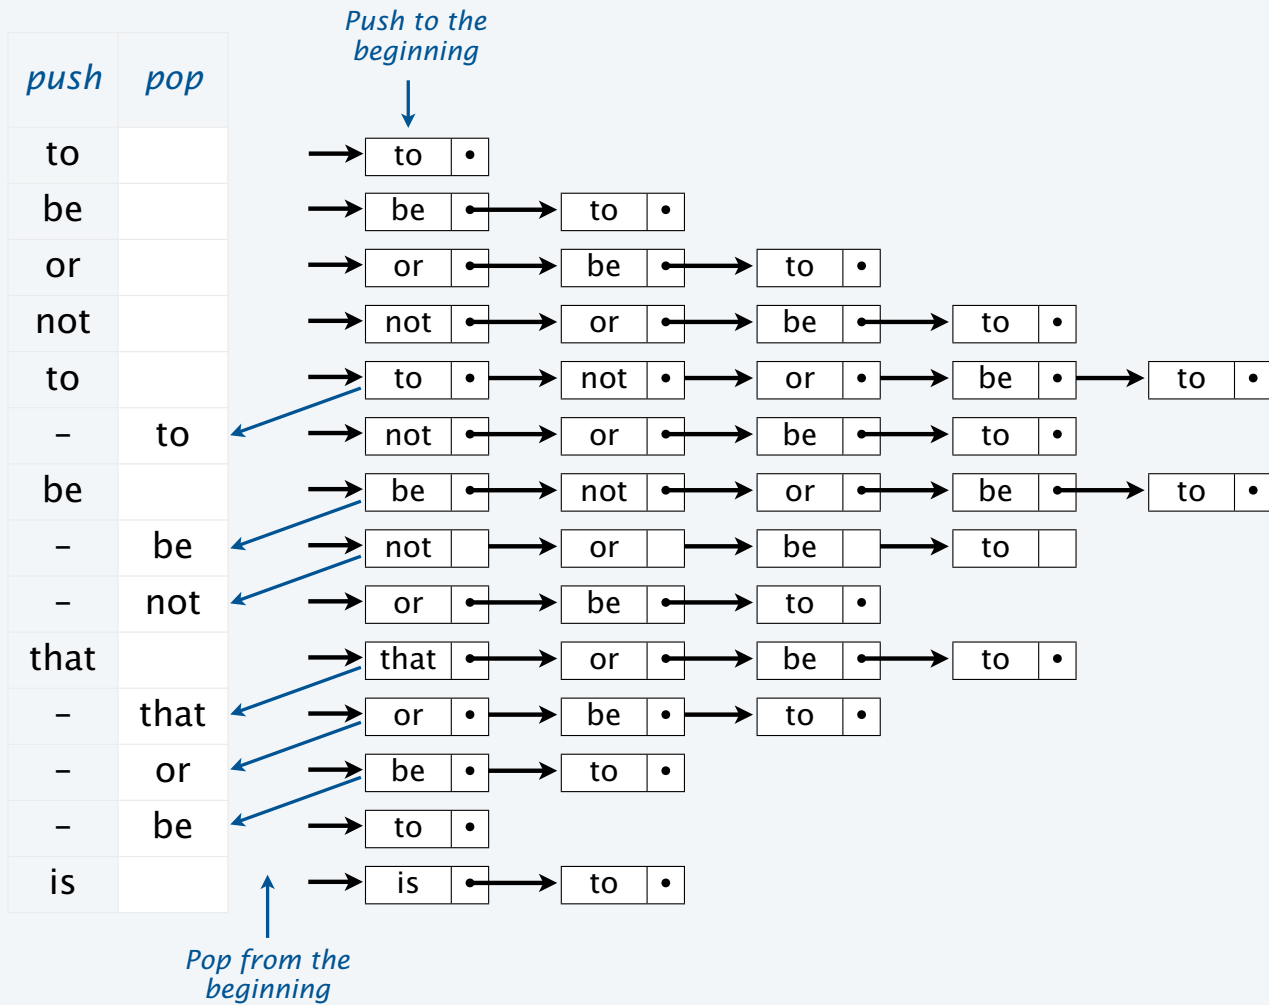 Push to the
beginning
push pop
to to
be be to
or or be to
not not or be to
to to not or be to
– to not or be to
be be not or be to
– be not or be to
– not or be to
that that or be to
– that or be to
– or be to
– be to
is is to
Pop from the
beginning